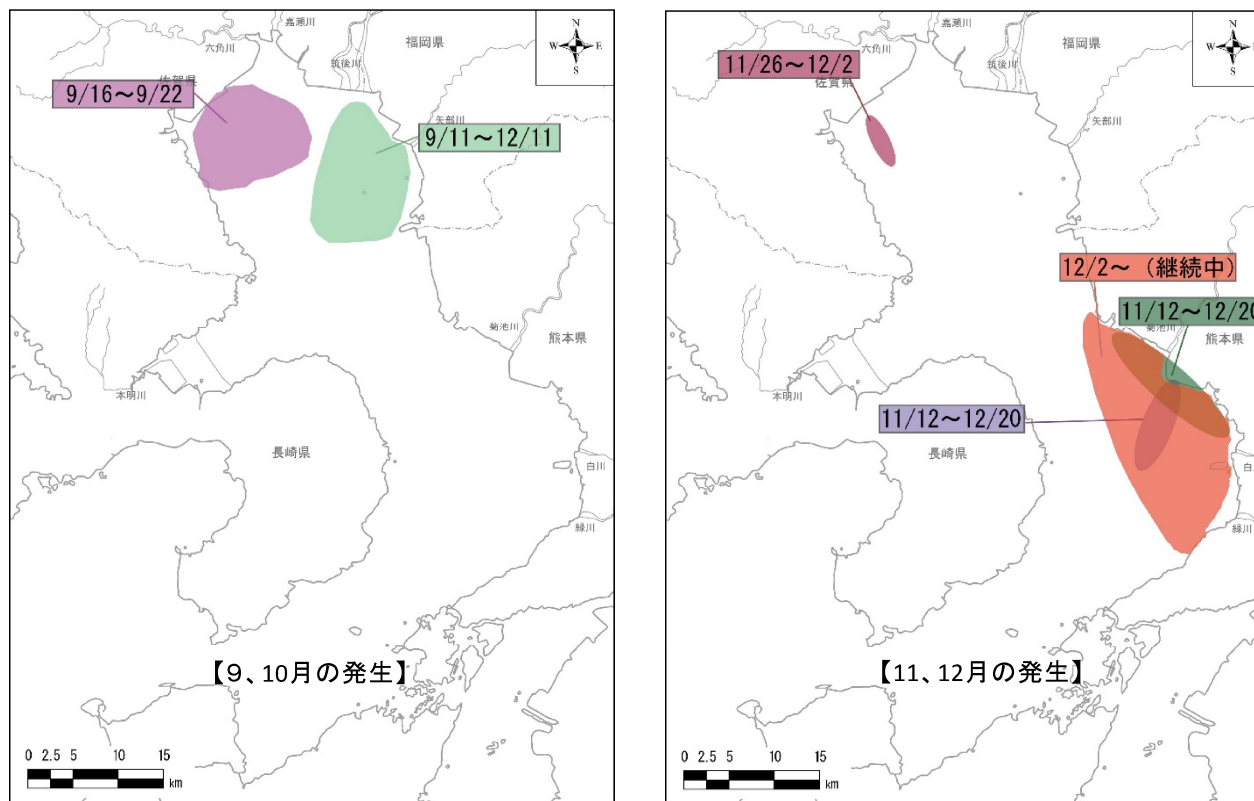 嘉瀬川
六角川
福岡県
N
W
E
S
筑後川
佐賀県
9/16～9/22
矢部川
9/11～12/11
菊池川
熊本県
本明川
長崎県
白川
緑川
【9、10月の発生】
0 2.5 5 10 15
km
嘉瀬川
六角川
福岡県
N
W
S
筑後川
11/26～12/2
佐賀県
矢部川
12/2～（継続中）
11/12～12/20
菊池川
熊本県
本明川
11/12～12/20
長崎県
白
緑川
【11、12月の発生】
0 2.5 5 10 15
km